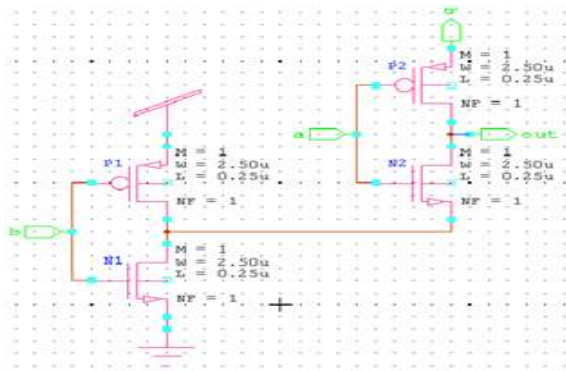 P2
M = 1
W = 2.50u
L = 0.25u
NF = 1
a
out
N2
M = 1
W = 2.50u
L = 0.25u
NF = 1
P1
M = 1
W = 2.50u
L = 0.25u
NF = 1
b
N1
M = 1
W = 2.50u
L = 0.25u
NF = 1